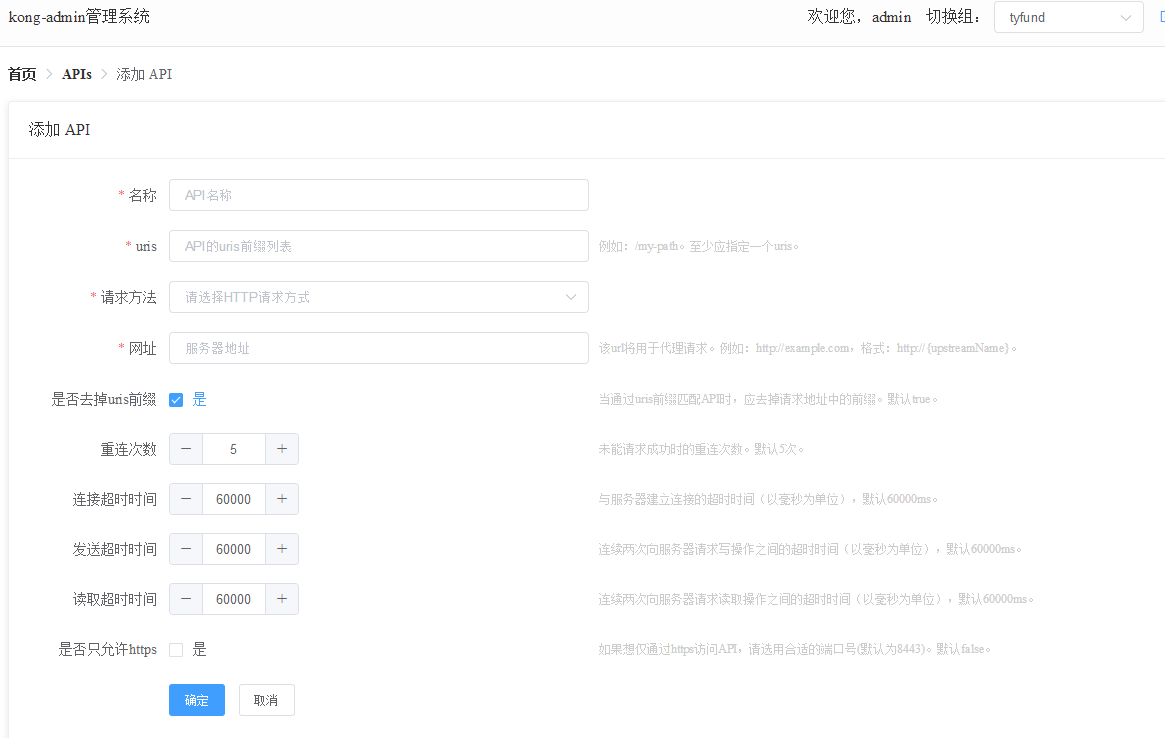 kong-admin管理系统 欢迎您，admin 切换组： tyfund
首页 > APIs > 添加 API
添加 API
* 名称 API名称
* uris API的uris前缀列表 例如：/my-path。至少应指定一个uris。
* 请求方法 请选择HTTP请求方式
* 网址 服务器地址 该url将用于代理请求。例如：http://example.com，格式：http://{upstreamName}。
是否去掉uris前缀 是 当通过uris前缀匹配API时，应去掉请求地址中的前缀。默认true。
重连次数 − 5 + 未能请求成功时的重连次数。默认5次。
连接超时时间 − 60000 + 与服务器建立连接的超时时间（以毫秒为单位），默认60000ms。
发送超时时间 − 60000 + 连续两次向服务器请求写操作之间的超时时间（以毫秒为单位），默认60000ms。
读取超时时间 − 60000 + 连续两次向服务器请求读取操作之间的超时时间（以毫秒为单位），默认60000ms。
是否只允许https 是 如果想仅通过https访问API，请选用合适的端口号(默认为8443)。默认false。
确定 取消